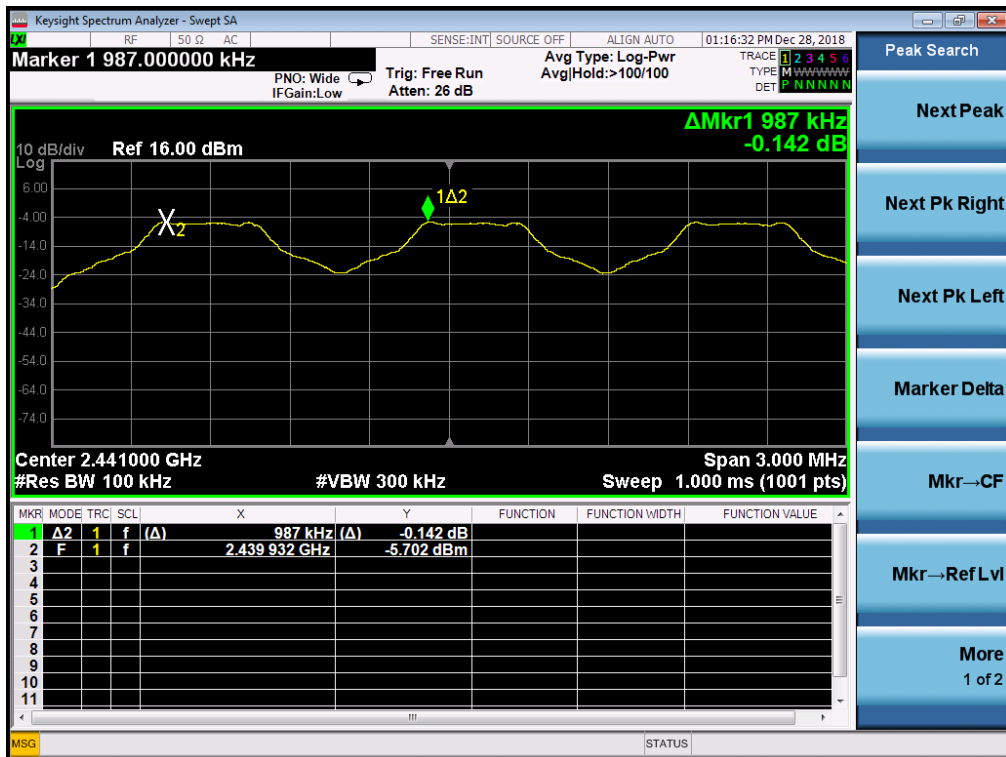 Keysight Spectrum Analyzer - Swept SA
LXI RF 50 Ω AC SENSE:INT SOURCE OFF ALIGN AUTO 01:16:32 PM Dec 28, 2018
Marker 1 987.000000 kHz
PNO: Wide
IFGain:Low
Trig: Free Run
Atten: 26 dB
Avg Type: Log-Pwr
Avg|Hold:>100/100
TRACE 1 2 3 4 5 6
TYPE M WWWWW
DET P N N N N N
ΔMkr1 987 kHz
-0.142 dB
10 dB/div Ref 16.00 dBm
Log
6.00
-4.00
-14.0
-24.0
-34.0
-44.0
-54.0
-64.0
-74.0
X2
1Δ2
Center 2.441000 GHz Span 3.000 MHz
#Res BW 100 kHz #VBW 300 kHz Sweep 1.000 ms (1001 pts)
MKR MODE TRC SCL X Y FUNCTION FUNCTION WIDTH FUNCTION VALUE
1 Δ2 1 f (Δ) 987 kHz (Δ) -0.142 dB
2 F 1 f 2.439 932 GHz -5.702 dBm
3
4
5
6
7
8
9
10
11
MSG STATUS
Peak Search
Next Peak
Next Pk Right
Next Pk Left
Marker Delta
Mkr→CF
Mkr→Ref Lvl
More
1 of 2